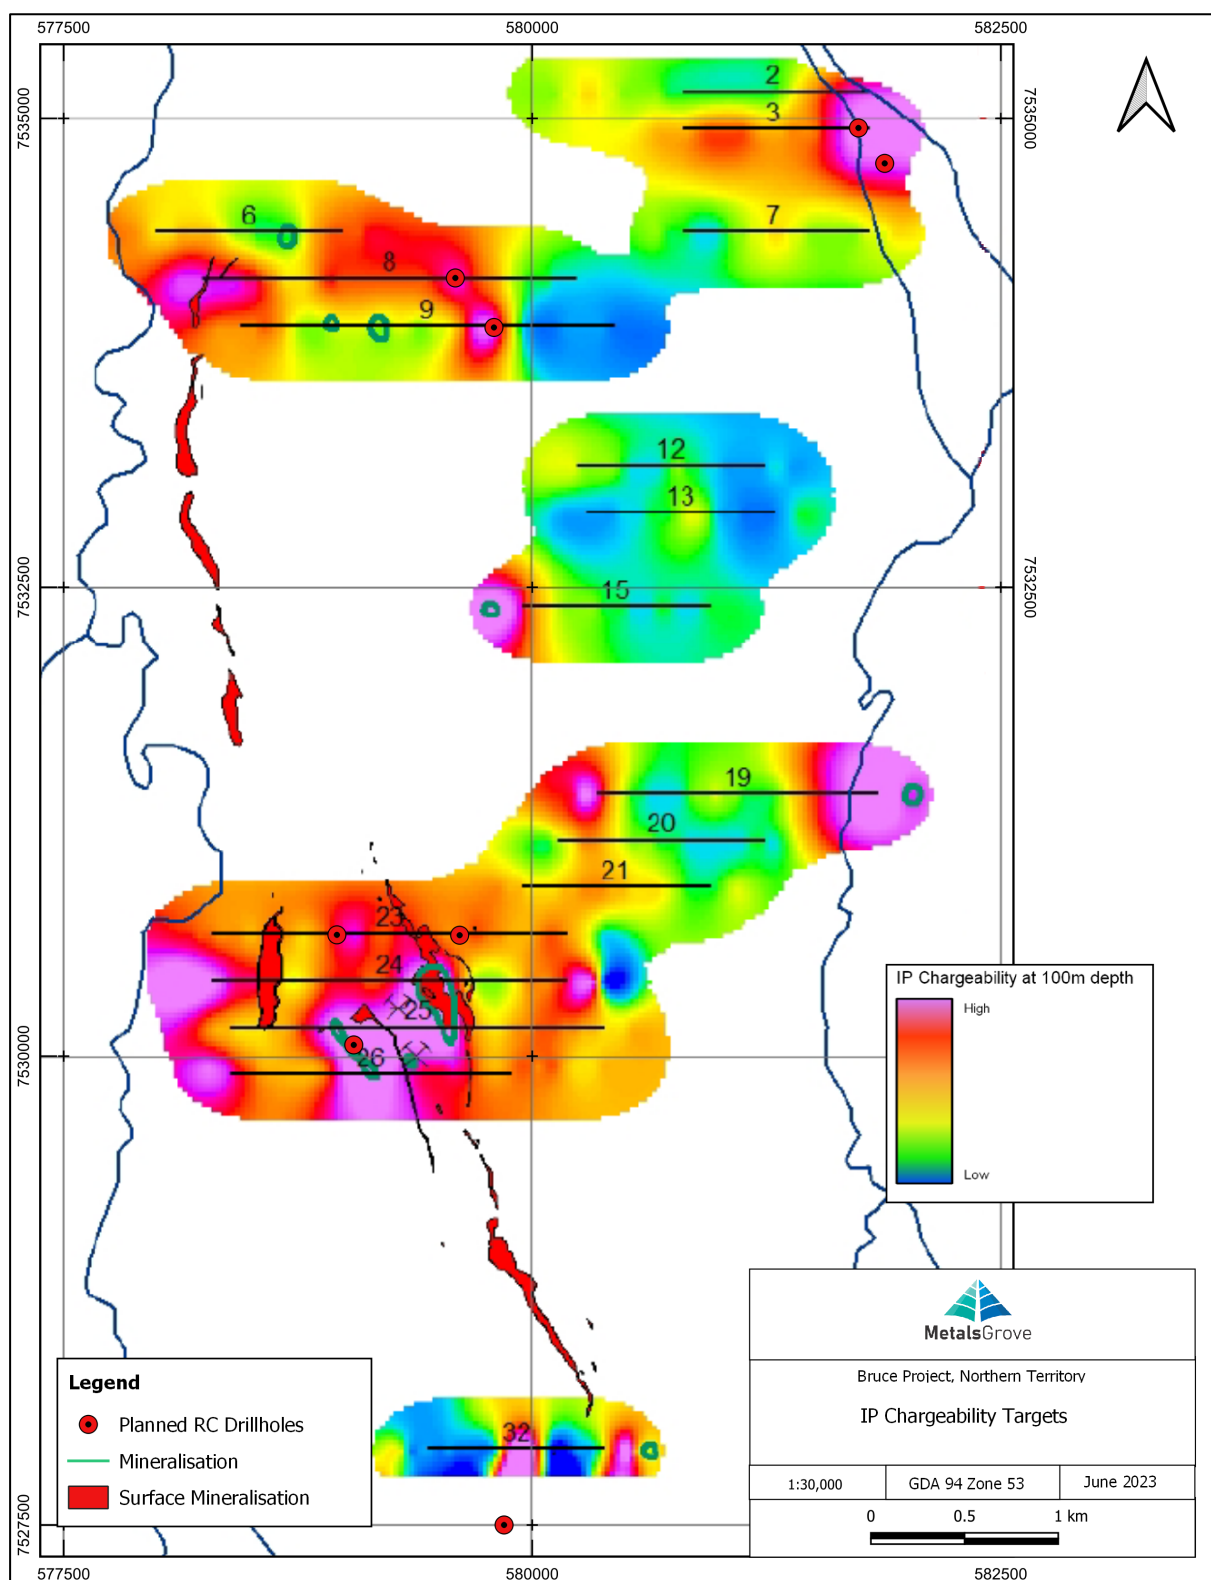 577500
580000
582500
7535000
7535000
2
3
6
7
8
9
12
13
7532500
7532500
15
19
20
21
23
24
25
26
7530000
IP Chargeability at 100m depth
High
Low
MetalsGrove
Bruce Project, Northern Territory
IP Chargeability Targets
1:30,000
GDA 94 Zone 53
June 2023
0
0.5
1 km
Legend
Planned RC Drillholes
Mineralisation
Surface Mineralisation
32
7527500
577500
580000
582500